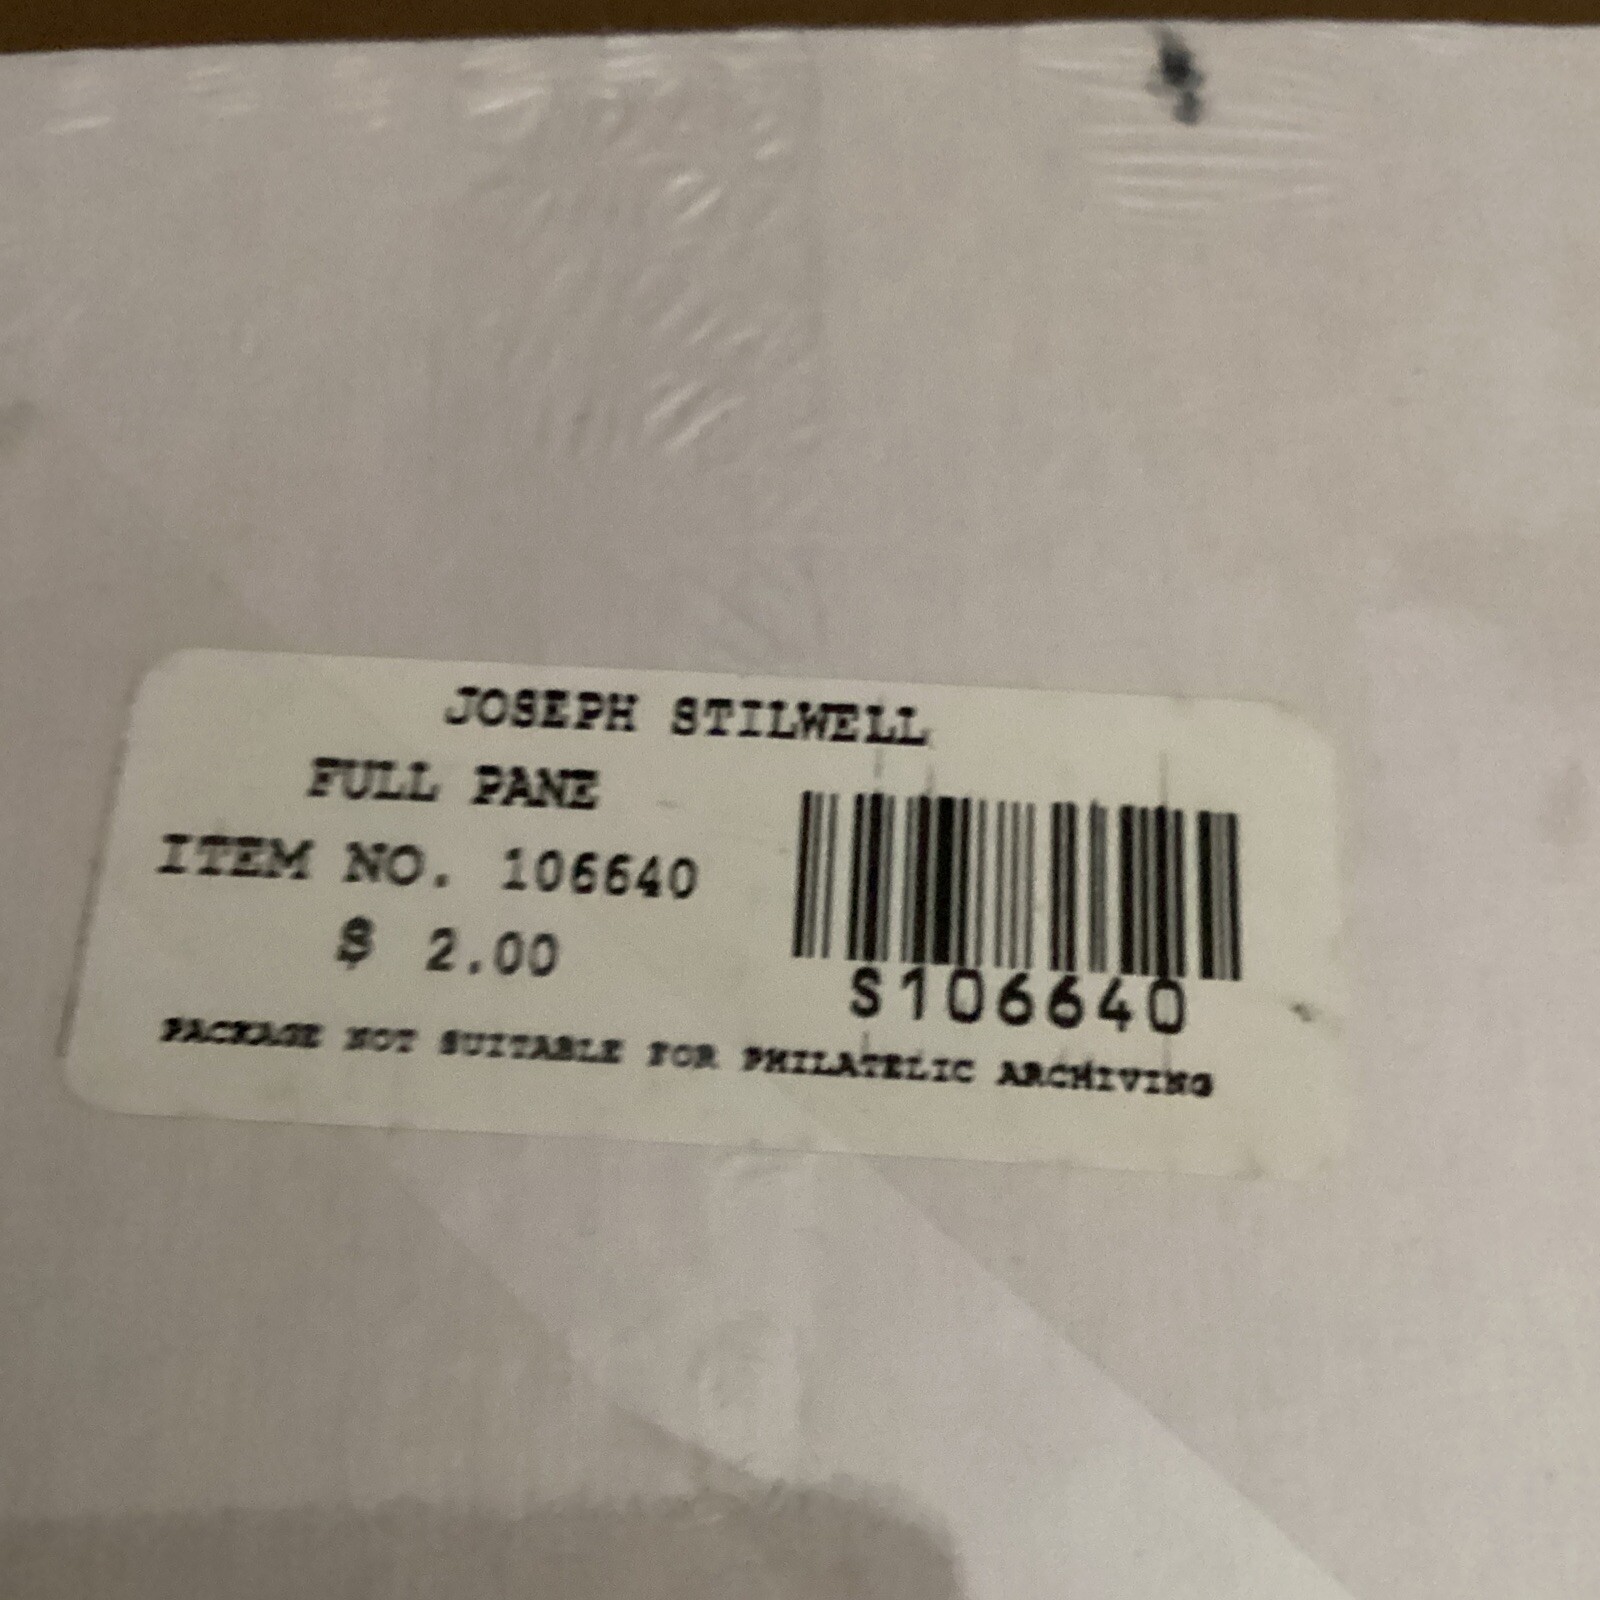 JOSEPH STILWELL
FULL PANE
ITEM NO. 106640
$ 2.00
S106640
PACKAGE NOT SUITABLE FOR PHILATELIC ARCHIVING